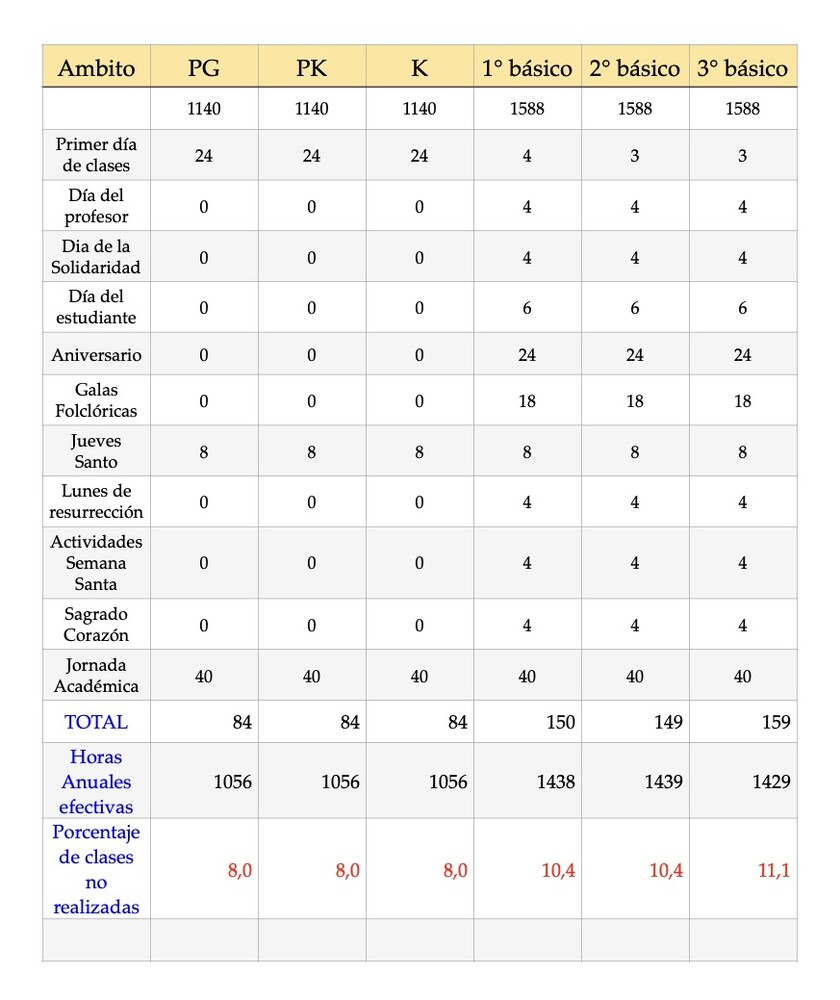 Ambito PG PK K 1° básico 2° básico 3° básico
1140 1140 1140 1588 1588 1588
Primer día
de clases 24 24 24 4 3 3
Día del
profesor 0 0 0 4 4 4
Dia de la
Solidaridad 0 0 0 4 4 4
Día del
estudiante 0 0 0 6 6 6
Aniversario 0 0 0 24 24 24
Galas
Folclóricas 0 0 0 18 18 18
Jueves
Santo 8 8 8 8 8 8
Lunes de
resurrección 0 0 0 4 4 4
Actividades
Semana
Santa 0 0 0 4 4 4
Sagrado
Corazón 0 0 0 4 4 4
Jornada
Académica 40 40 40 40 40 40
TOTAL 84 84 84 150 149 159
Horas
Anuales
efectivas 1056 1056 1056 1438 1439 1429
Porcentaje
de clases
no
realizadas 8,0 8,0 8,0 10,4 10,4 11,1